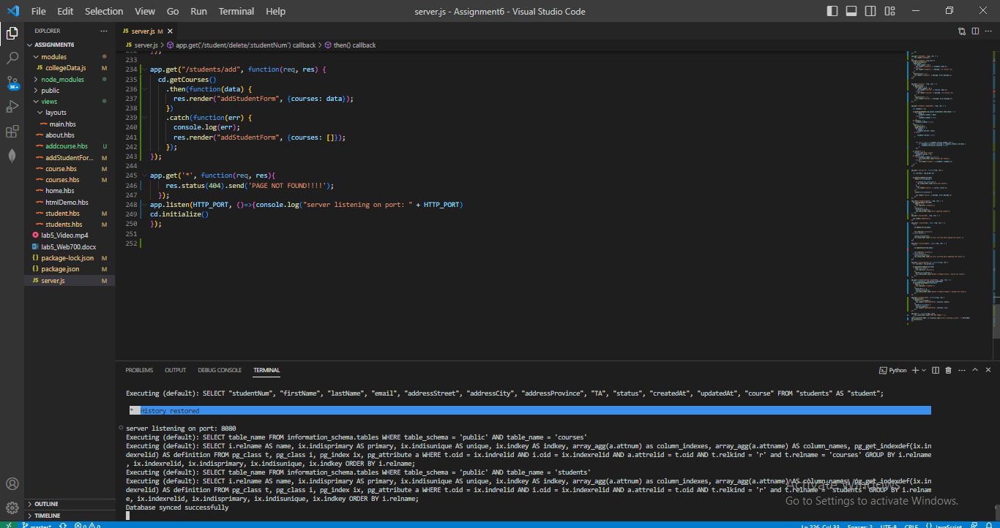 File Edit Selection View Go Run Terminal Help
server.js - Assignment6 - Visual Studio Code
EXPLORER
ASSIGNMENT6
modules
JS collegeData.js M
node_modules
public
views
layouts
main.hbs
about.hbs
addcourse.hbs U
addStudentFor... M
course.hbs M
courses.hbs M
home.hbs
htmlDemo.hbs
student.hbs M
students.hbs M
lab5_Video.mp4
lab5_Web700.docx
{} package-lock.json M
{} package.json M
JS server.js M
OUTLINE
TIMELINE
3K+
JS server.js M
JS server.js > app.get('/student/delete/:studentNum') callback > then() callback
232 });
233
234 app.get("/students/add", function(req, res) {
235 cd.getCourses()
236 .then(function(data) {
237 res.render("addStudentForm", {courses: data});
238 })
239 .catch(function(err) {
240 console.log(err);
241 res.render("addStudentForm", {courses: []});
242 });
243 });
244
245 app.get('*', function(req, res){
246 res.status(404).send('PAGE NOT FOUND!!!!');
247 });
248 app.listen(HTTP_PORT, ()=>{console.log("server listening on port: " + HTTP_PORT)
249 cd.initialize()
250 });
251
252
PROBLEMS OUTPUT DEBUG CONSOLE TERMINAL
Python
Executing (default): SELECT "studentNum", "firstName", "lastName", "email", "addressStreet", "addressCity", "addressProvince", "TA", "status", "createdAt", "updatedAt", "course" FROM "students" AS "student";
* History restored
server listening on port: 8080
Executing (default): SELECT table_name FROM information_schema.tables WHERE table_schema = 'public' AND table_name = 'courses'
Executing (default): SELECT i.relname AS name, ix.indisprimary AS primary, ix.indisunique AS unique, ix.indkey AS indkey, array_agg(a.attnum) as column_indexes, array_agg(a.attname) AS column_names, pg_get_indexdef(ix.in
dexrelid) AS definition FROM pg_class t, pg_class i, pg_index ix, pg_attribute a WHERE t.oid = ix.indrelid AND i.oid = ix.indexrelid AND a.attrelid = t.oid AND t.relkind = 'r' and t.relname = 'courses' GROUP BY i.relname
, ix.indexrelid, ix.indisprimary, ix.indisunique, ix.indkey ORDER BY i.relname;
Executing (default): SELECT table_name FROM information_schema.tables WHERE table_schema = 'public' AND table_name = 'students'
Executing (default): SELECT i.relname AS name, ix.indisprimary AS primary, ix.indisunique AS unique, ix.indkey AS indkey, array_agg(a.attnum) as column_indexes, array_agg(a.attname) AS column_names, pg_get_indexdef(ix.in
dexrelid) AS definition FROM pg_class t, pg_class i, pg_index ix, pg_attribute a WHERE t.oid = ix.indrelid AND i.oid = ix.indexrelid AND a.attrelid = t.oid AND t.relkind = 'r' and t.relname = 'students' GROUP BY i.relnam
e, ix.indexrelid, ix.indisprimary, ix.indisunique, ix.indkey ORDER BY i.relname;
Database synced successfully
Activate Windows
Go to Settings to activate Windows.
master* 0 0
Ln 226, Col 33 Spaces: 2 UTF-8 CRLF {} JavaScript